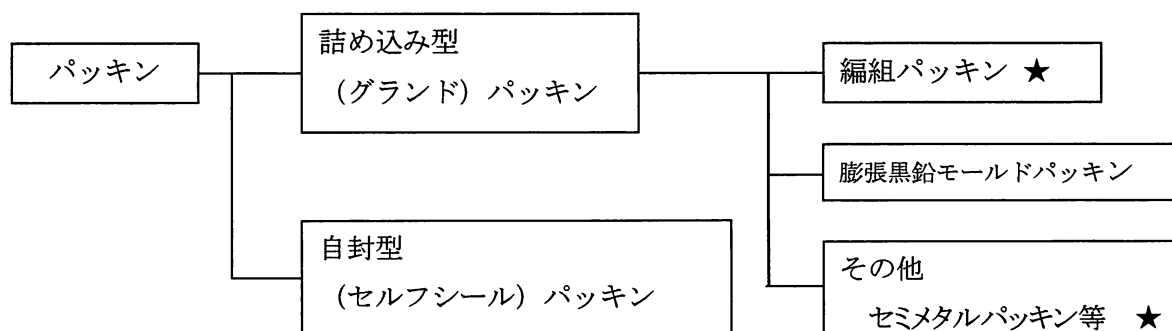 パッキン
詰め込み型
（グランド）パッキン
編組パッキン ★
膨張黒鉛モールドパッキン
自封型
（セルフシール）パッキン
その他
セミメタルパッキン等 ★